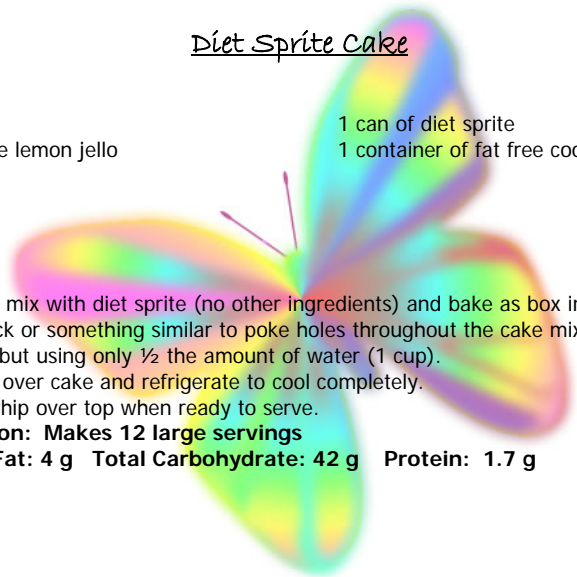 Diet Sprite Cake
1 can of diet sprite
e lemon jello 1 container of fat free coo
mix with diet sprite (no other ingredients) and bake as box in
ck or something similar to poke holes throughout the cake mix
but using only ½ the amount of water (1 cup).
over cake and refrigerate to cool completely.
hip over top when ready to serve.
on: Makes 12 large servings
Fat: 4 g Total Carbohydrate: 42 g Protein: 1.7 g